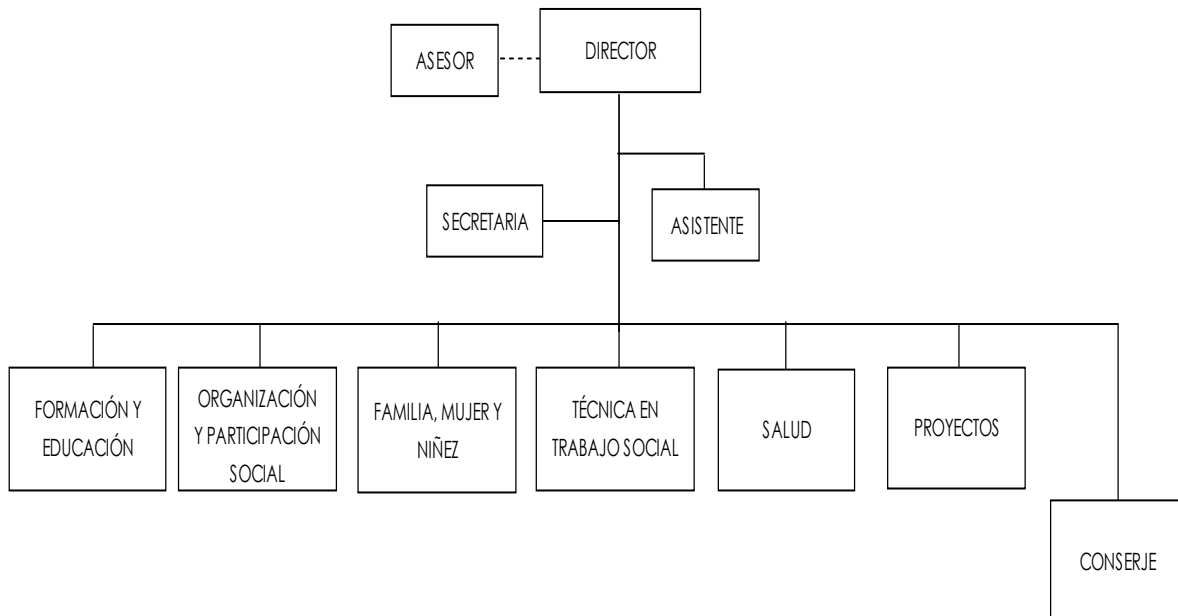 ASESOR
DIRECTOR
SECRETARIA
ASISTENTE
FORMACIÓN Y
EDUCACIÓN
ORGANIZACIÓN
Y PARTICIPACIÓN
SOCIAL
FAMILIA, MUJER Y
NIÑEZ
TÉCNICA EN
TRABAJO SOCIAL
SALUD
PROYECTOS
CONSERJE